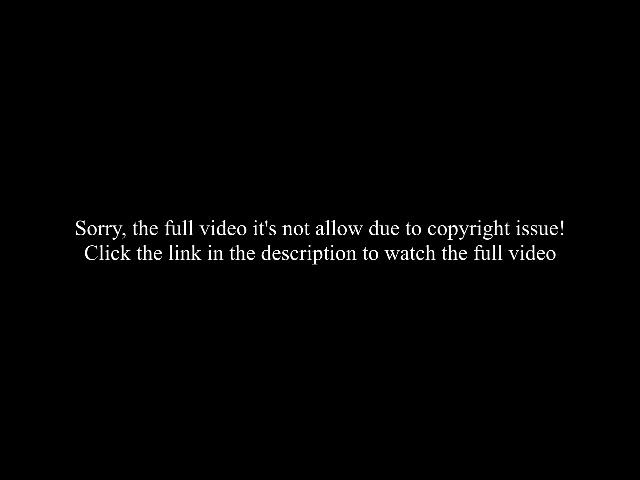 Sorry, the full video it's not allow due to copyright issue!
Click the link in the description to watch the full video